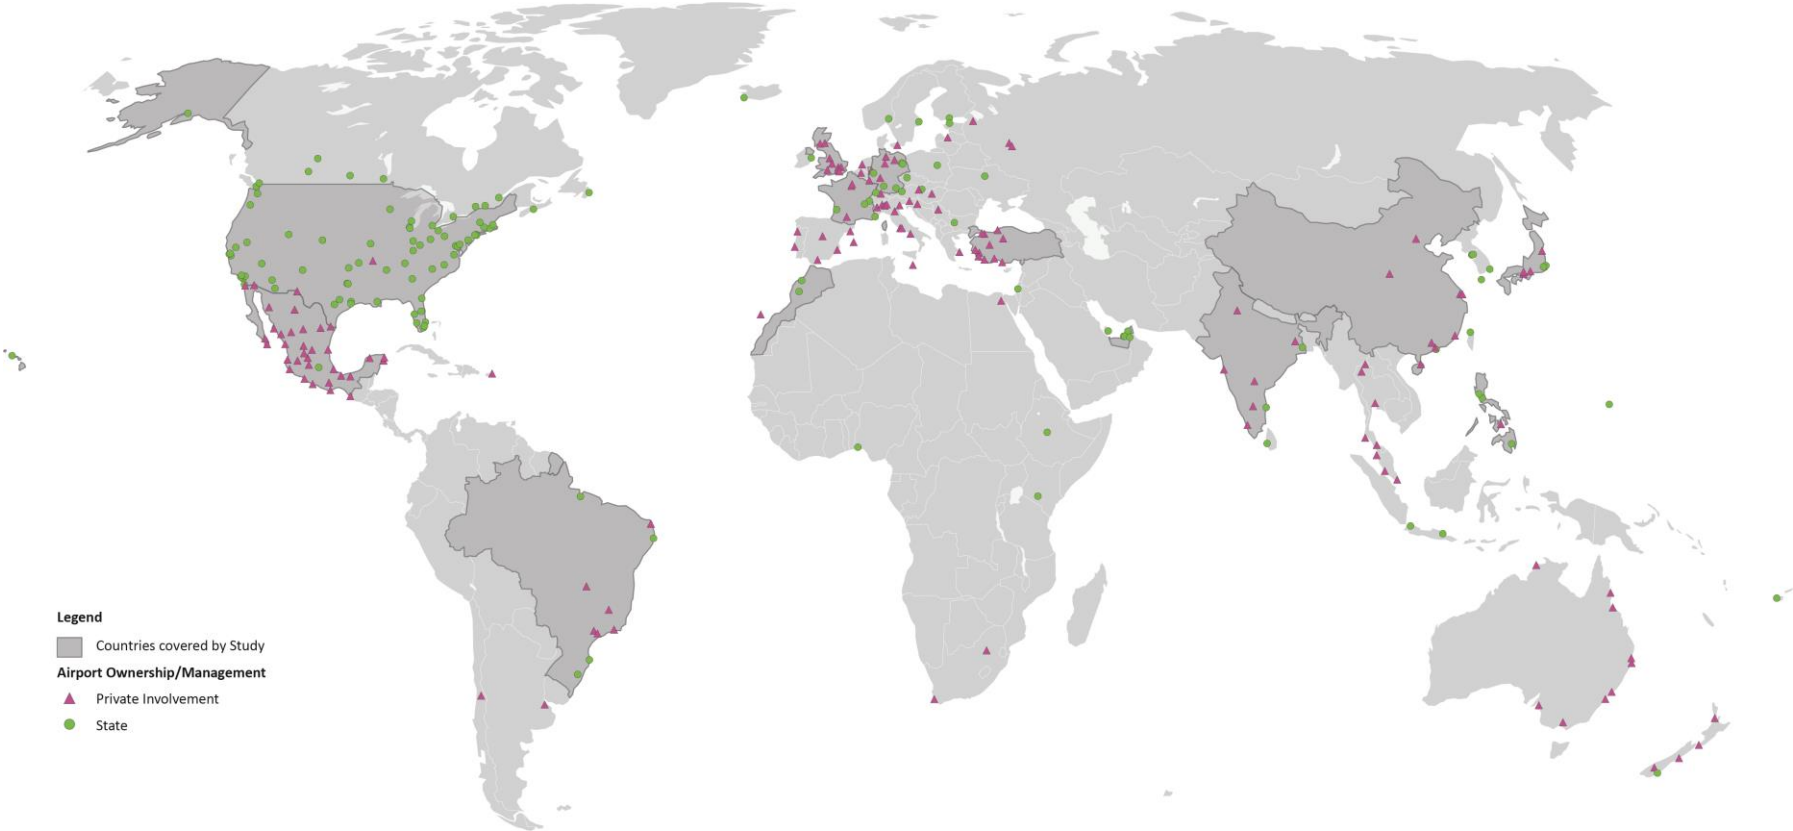 Legend
Countries covered by Study
Airport Ownership/Management
Private Involvement
State